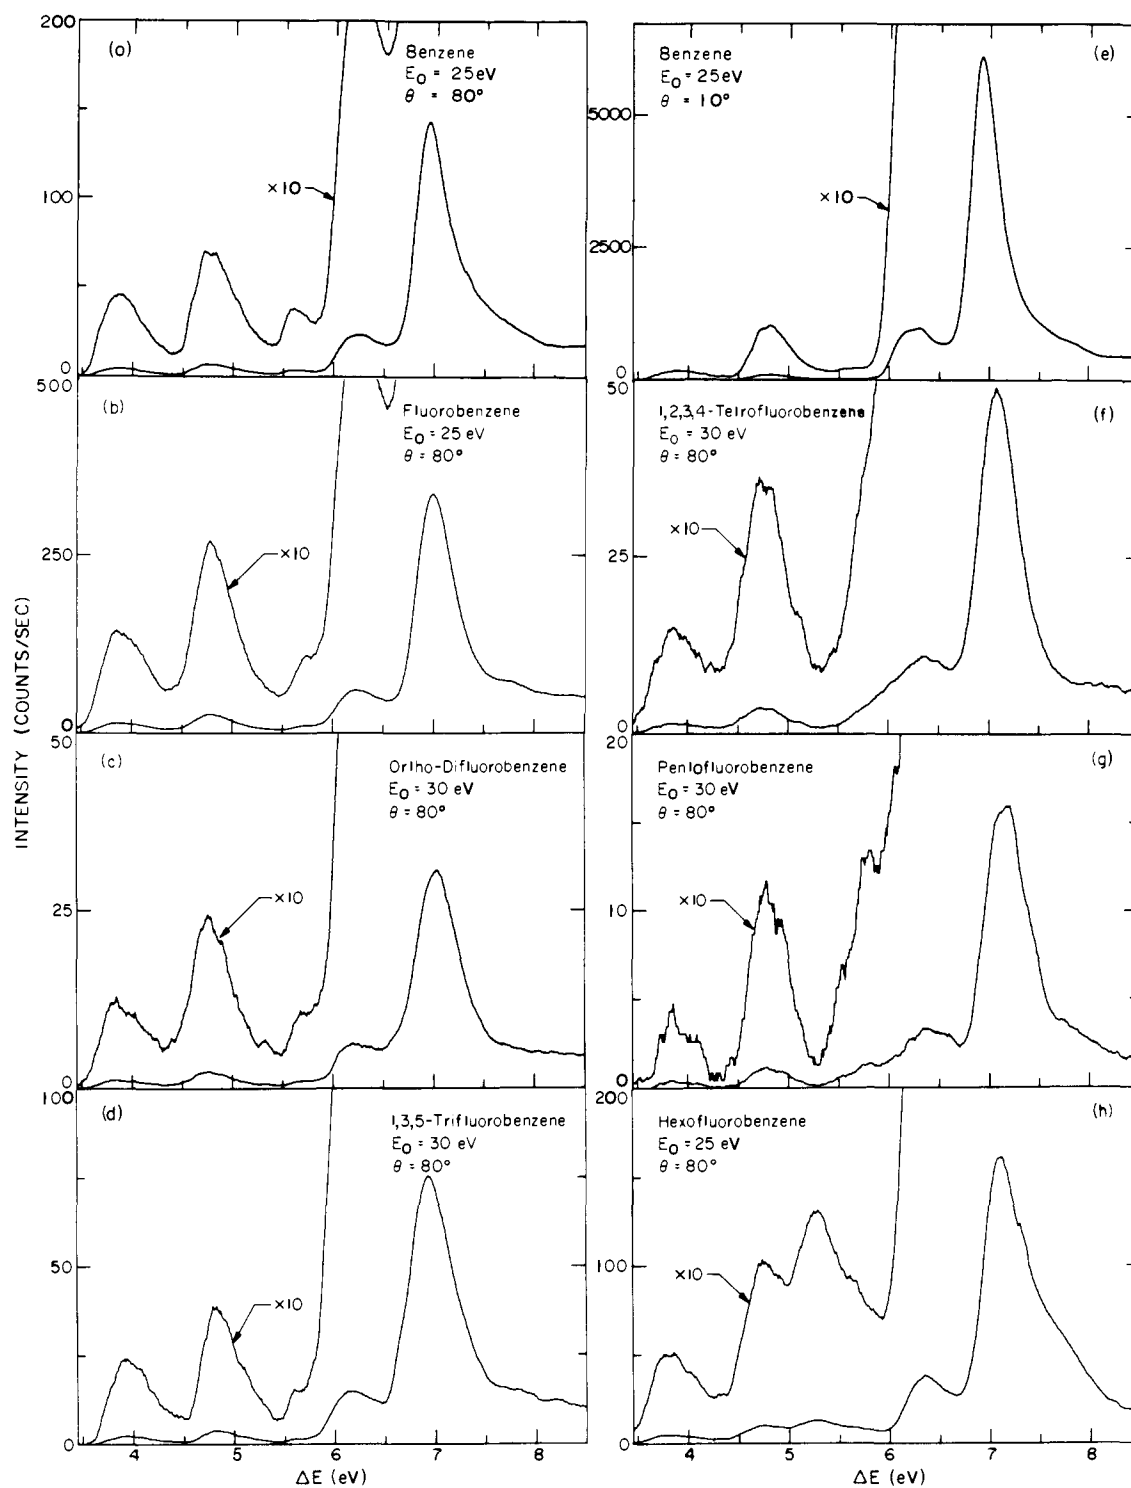 INTENSITY (COUNTS/SEC)
(a)
Benzene
E0 = 25eV
θ = 80°
×10
200
100
0
(b)
Fluorobenzene
E0 = 25 eV
θ = 80°
×10
500
250
0
(c)
Ortho-Difluorobenzene
E0 = 30 eV
θ = 80°
×10
50
25
0
(d)
1,3,5-Trifluorobenzene
E0 = 30 eV
θ = 80°
×10
100
50
0
4 5 6 7 8
ΔE (eV)
(e)
Benzene
E0 = 25eV
θ = 10°
×10
5000
2500
0
(f)
1,2,3,4-Tetrafluorobenzene
E0 = 30 eV
θ = 80°
×10
50
25
0
(g)
Pentafluorobenzene
E0 = 30 eV
θ = 80°
×10
20
10
0
(h)
Hexafluorobenzene
E0 = 25 eV
θ = 80°
×10
200
100
0
4 5 6 7 8
ΔE (eV)